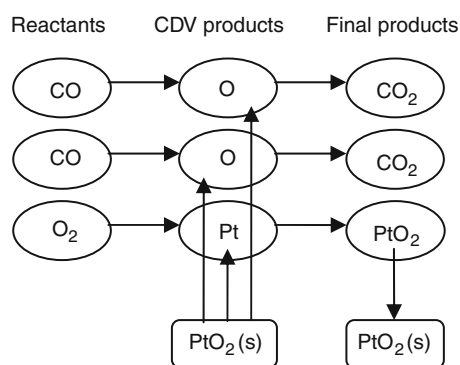 Reactants CDV products Final products
CO O CO₂
CO O CO₂
O₂ Pt PtO₂
PtO₂(s) PtO₂(s)